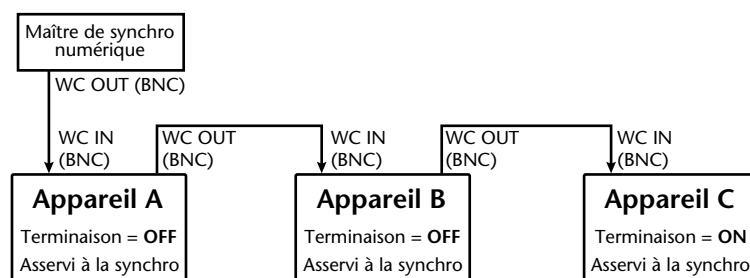 Maître de synchro
numérique
WC OUT (BNC)
WC IN
(BNC)
WC OUT
(BNC)
WC IN
(BNC)
WC OUT
(BNC)
WC IN
(BNC)
Appareil A
Terminaison = OFF
Asservi à la synchro
Appareil B
Terminaison = OFF
Asservi à la synchro
Appareil C
Terminaison = ON
Asservi à la synchro